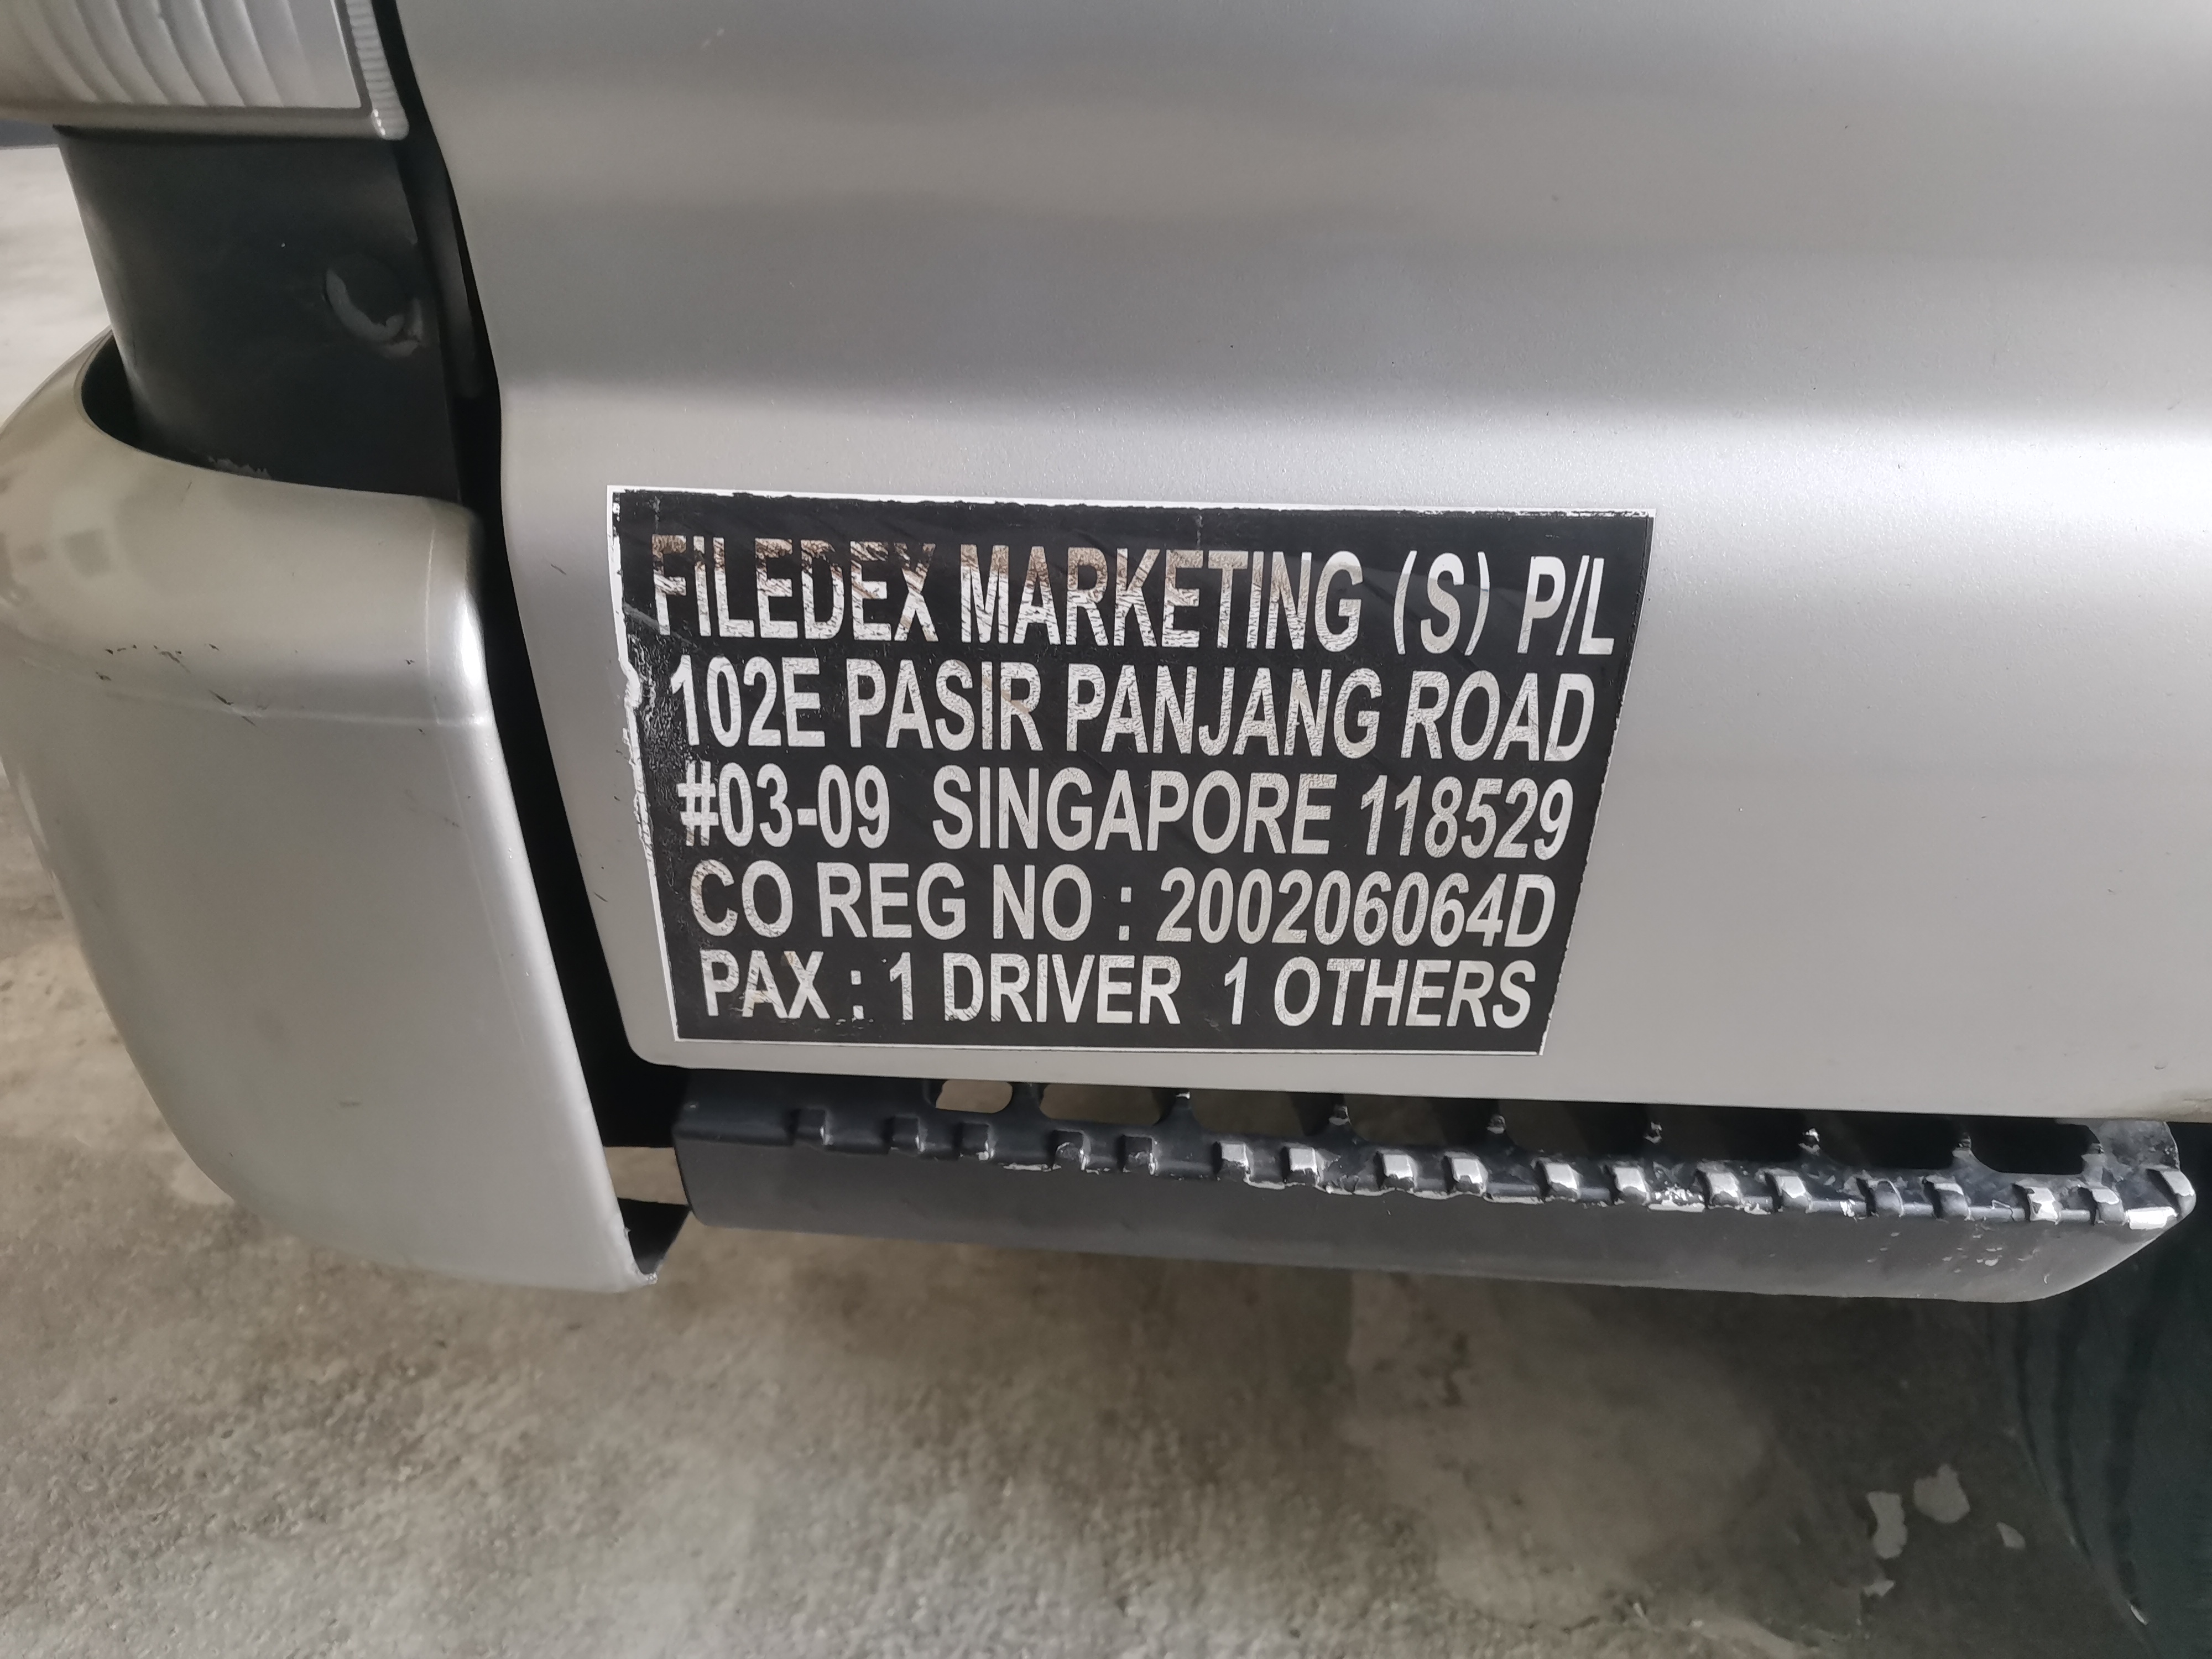 FILEDEX MARKETING (S) P/L
102E PASIR PANJANG ROAD
#03-09 SINGAPORE 118529
CO REG NO : 200206064D
PAX : 1 DRIVER 1 OTHERS